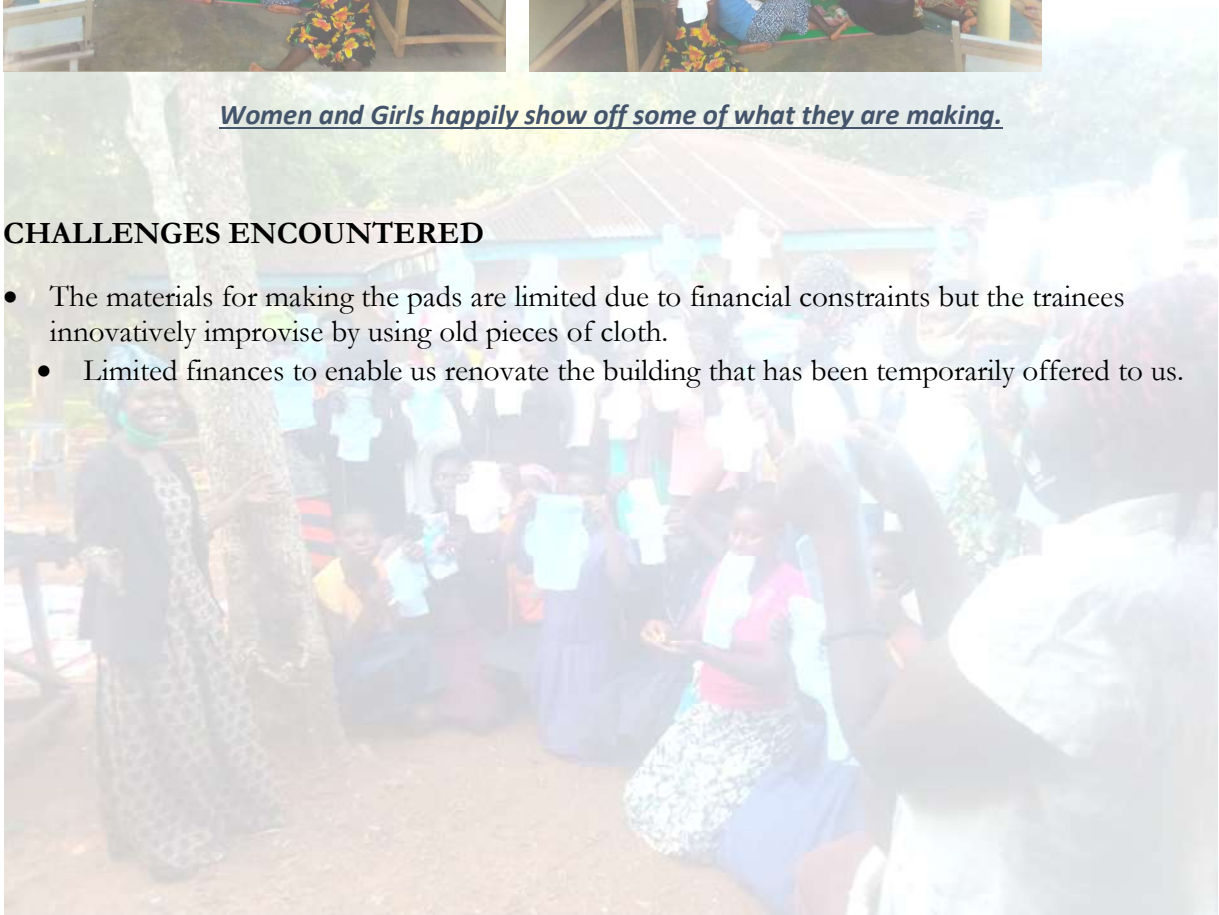 Women and Girls happily show off some of what they are making.
CHALLENGES ENCOUNTERED
• The materials for making the pads are limited due to financial constraints but the trainees
innovatively improvise by using old pieces of cloth.
• Limited finances to enable us renovate the building that has been temporarily offered to us.